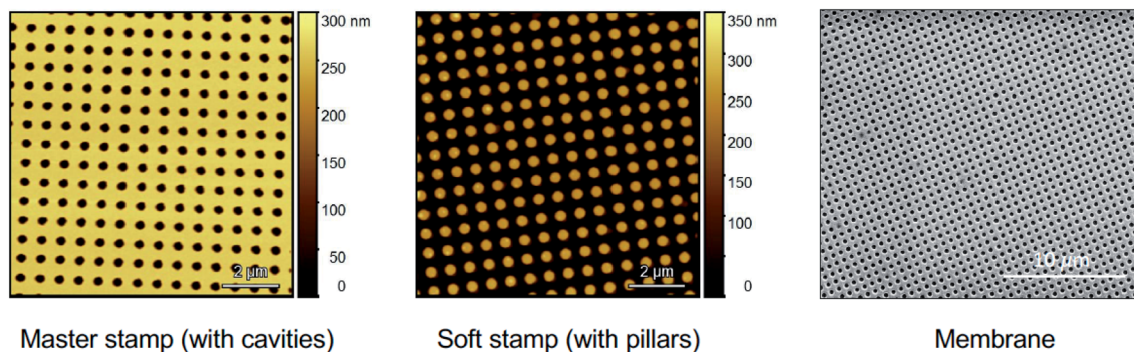 300 nm
250
200
150
100
50
0
2 µm
350 nm
300
250
200
150
100
0
2 µm
10 µm
Master stamp (with cavities)
Soft stamp (with pillars)
Membrane